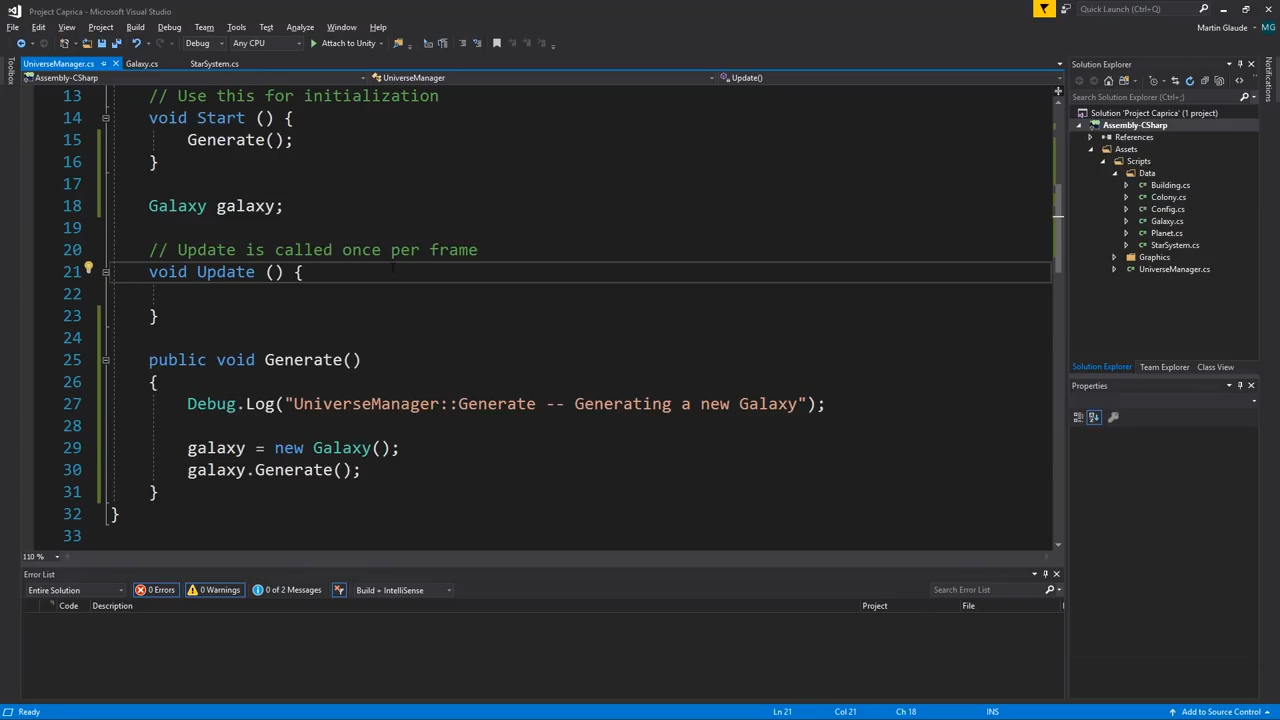 Project Caprica - Microsoft Visual Studio
Quick Launch (Ctrl+Q)
File Edit View Project Build Debug Team Tools Test Analyze Window Help
Martin Glaude MG
Debug Any CPU Attach to Unity
Toolbox
UniverseManager.cs Galaxy.cs StarSystem.cs
Assembly-CSharp UniverseManager Update()
13 // Use this for initialization
14 void Start () {
15 Generate();
16 }
17
18 Galaxy galaxy;
19
20 // Update is called once per frame
21 void Update () {
22
23 }
24
25 public void Generate()
26 {
27 Debug.Log("UniverseManager::Generate -- Generating a new Galaxy");
28
29 galaxy = new Galaxy();
30 galaxy.Generate();
31 }
32 }
33
110 %
Solution Explorer
Search Solution Explorer (Ctrl+;)
Solution 'Project Caprica' (1 project)
Assembly-CSharp
References
Assets
Scripts
Data
Building.cs
Colony.cs
Config.cs
Galaxy.cs
Planet.cs
StarSystem.cs
Graphics
UniverseManager.cs
Solution Explorer Team Explorer Class View
Properties
Notifications
Error List
Entire Solution 0 Errors 0 Warnings 0 of 2 Messages Build + IntelliSense Search Error List
Code Description Project File
Ready Ln 21 Col 21 Ch 18 INS Add to Source Control